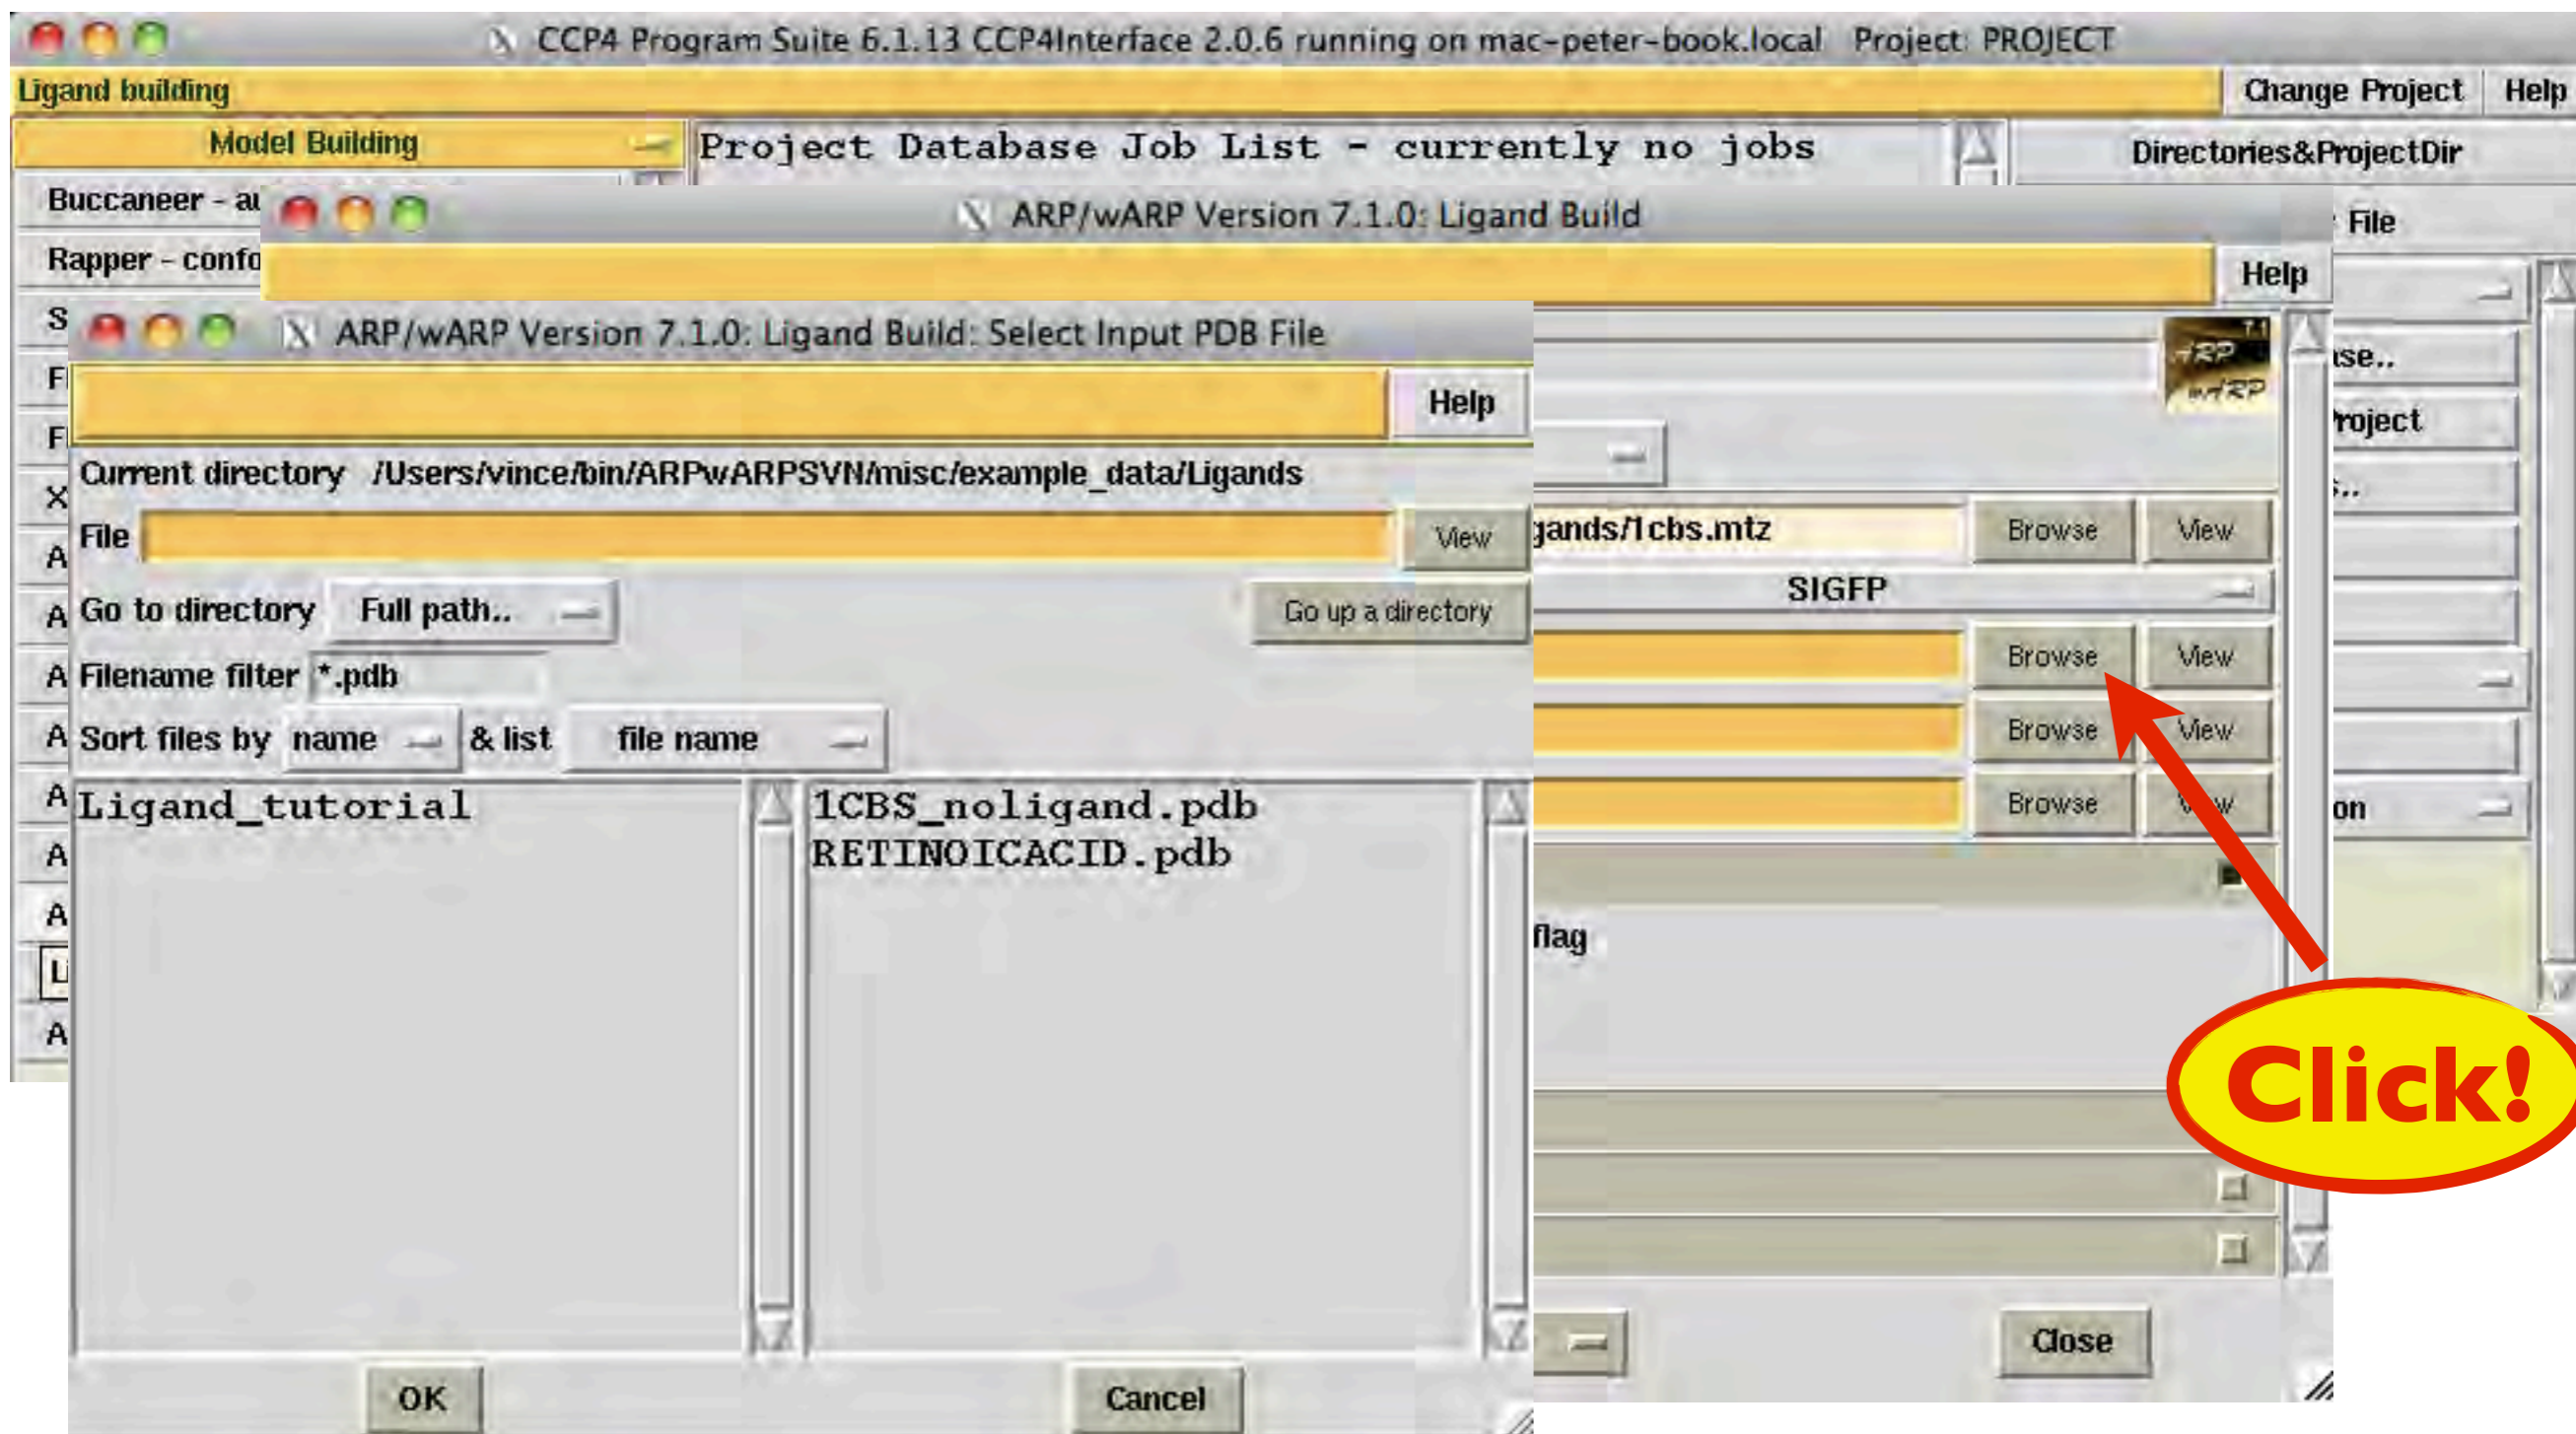 CCP4 Program Suite 6.1.13 CCP4Interface 2.0.6 running on mac-peter-book.local Project: PROJECT
Ligand building Change Project Help
Model Building Project Database Job List - currently no jobs Directories&ProjectDir
Buccaneer - ARP/wARP Version 7.1.0: Ligand Build File
Rapper - Help
ARP/wARP Version 7.1.0: Ligand Build: Select Input PDB File
Help
Current directory /Users/vince/bin/ARPwARPSVN/misc/example_data/Ligands
File View
Go to directory Full path.. Go up a directory
Filename filter *.pdb
Sort files by name & list file name
Ligand_tutorial 1CBS_noligand.pdb
RETINOICACID.pdb
OK Cancel
ARP
wARP
gands/1cbs.mtz Browse View
SIGFP
Browse View
Browse View
Browse View
flag
Close
Click!